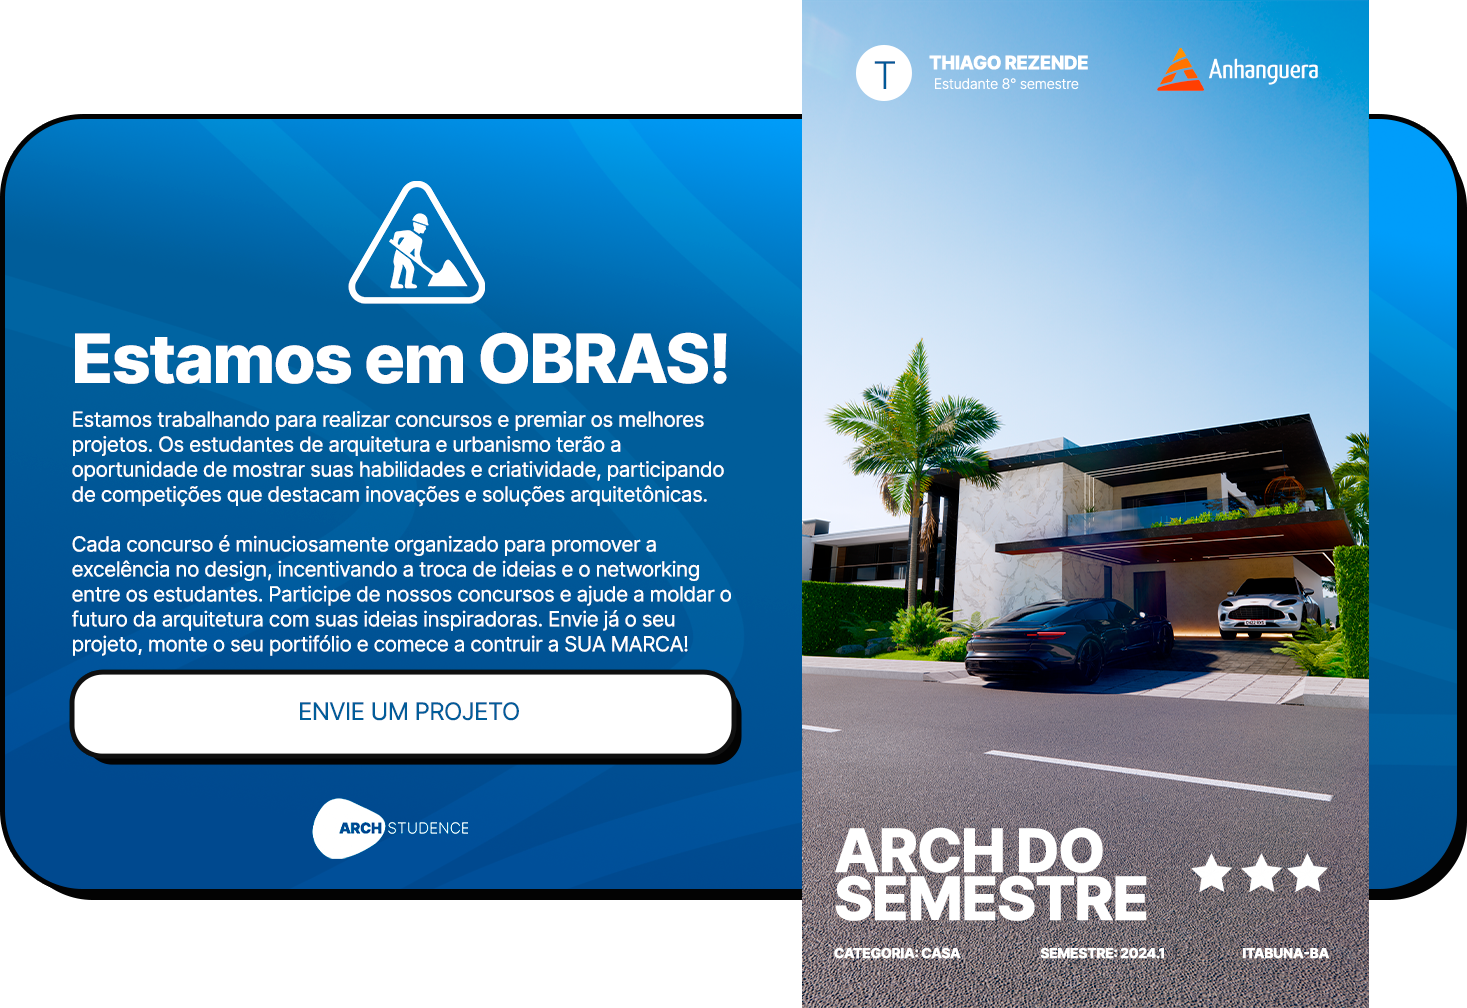 Estamos em OBRAS!
Estamos trabalhando para realizar concursos e premiar os melhores
projetos. Os estudantes de arquitetura e urbanismo terão a
oportunidade de mostrar suas habilidades e criatividade, participando
de competições que destacam inovações e soluções arquitetônicas.
Cada concurso é minuciosamente organizado para promover a
excelência no design, incentivando a troca de ideias e o networking
entre os estudantes. Participe de nossos concursos e ajude a moldar o
futuro da arquitetura com suas ideias inspiradoras. Envie já o seu
projeto, monte o seu portifólio e comece a contruir a SUA MARCA!
ENVIE UM PROJETO
ARCHSTUDENCE
T
THIAGO REZENDE
Estudante 8° semestre
Anhanguera
ARCH DO
SEMESTRE
CATEGORIA: CASA
SEMESTRE: 2024.1
ITABUNA-BA